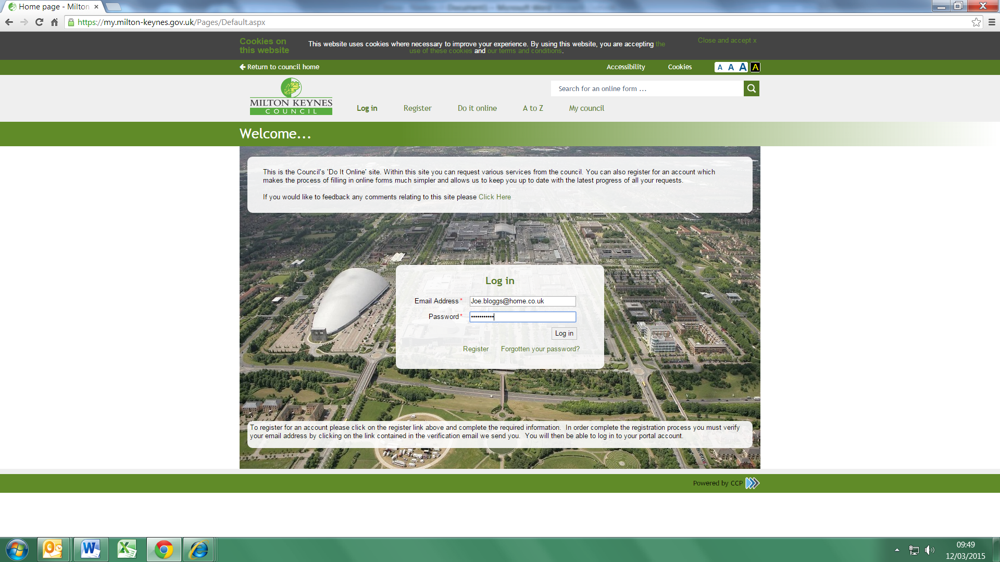 Home page - Milton
https://my.milton-keynes.gov.uk/Pages/Default.aspx
Cookies on
this website
This website uses cookies where necessary to improve your experience. By using this website, you are accepting the
use of these cookies and our terms and conditions.
Close and accept x
Return to council home
Accessibility
Cookies
A A A A
MILTON KEYNES
COUNCIL
Search for an online form ...
Log in
Register
Do it online
A to Z
My council
Welcome...
This is the Council's 'Do It Online' site. Within this site you can request various services from the council. You can also register for an account which
makes the process of filling in online forms much simpler and allows us to keep you up to date with the latest progress of all your requests.
If you would like to feedback any comments relating to this site please Click Here
Log in
Email Address* Joe.bloggs@home.co.uk
Password* •••••••••••
Log in
Register Forgotten your password?
To register for an account please click on the register link above and complete the required information. In order complete the registration process you must verify
your email address by clicking on the link contained in the verification email we send you. You will then be able to log in to your portal account.
Powered by CCP
09:49
12/03/2015